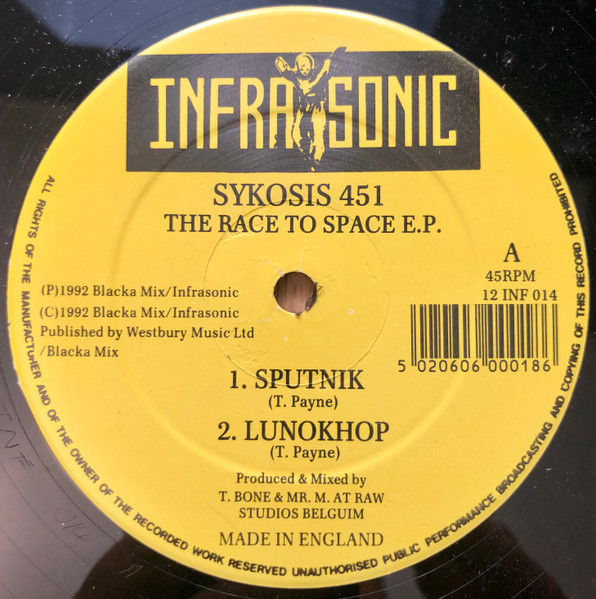 INFRA SONIC
SYKOSIS 451
THE RACE TO SPACE E.P.
A
45RPM
12 INF 014
(P)1992 Blacka Mix/Infrasonic
(C)1992 Blacka Mix/Infrasonic
Published by Westbury Music Ltd
/Blacka Mix
5 020606 000186
1. SPUTNIK
(T. Payne)
2. LUNOKHOP
(T. Payne)
Produced & Mixed by
T. BONE & MR. M. AT RAW
STUDIOS BELGUIM
MADE IN ENGLAND
ALL RIGHTS OF THE MANUFACTURER AND OF THE OWNER OF THE RECORDED WORK RESERVED UNAUTHORISED PUBLIC PERFORMANCE BROADCASTING AND COPYING OF THIS RECORD PROHIBITED